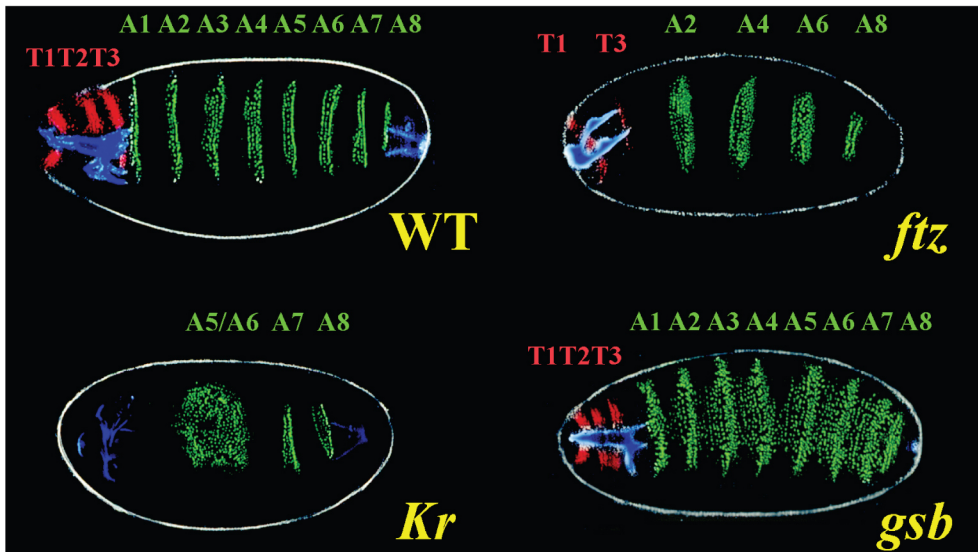 A1 A2 A3 A4 A5 A6 A7 A8
T1T2T3
WT
T1 T3 A2 A4 A6 A8
ftz
A5/A6 A7 A8
Kr
A1 A2 A3 A4 A5 A6 A7 A8
T1T2T3
gsb